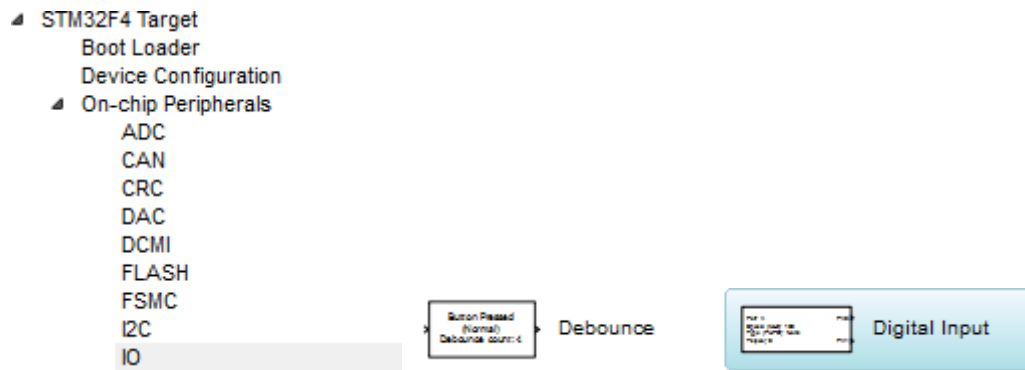 STM32F4 Target
Boot Loader
Device Configuration
On-chip Peripherals
ADC
CAN
CRC
DAC
DCMI
FLASH
FSMC
I2C
IO
Button Pressed
(Normal)
Debounce count: 4
Debounce
Digital Input